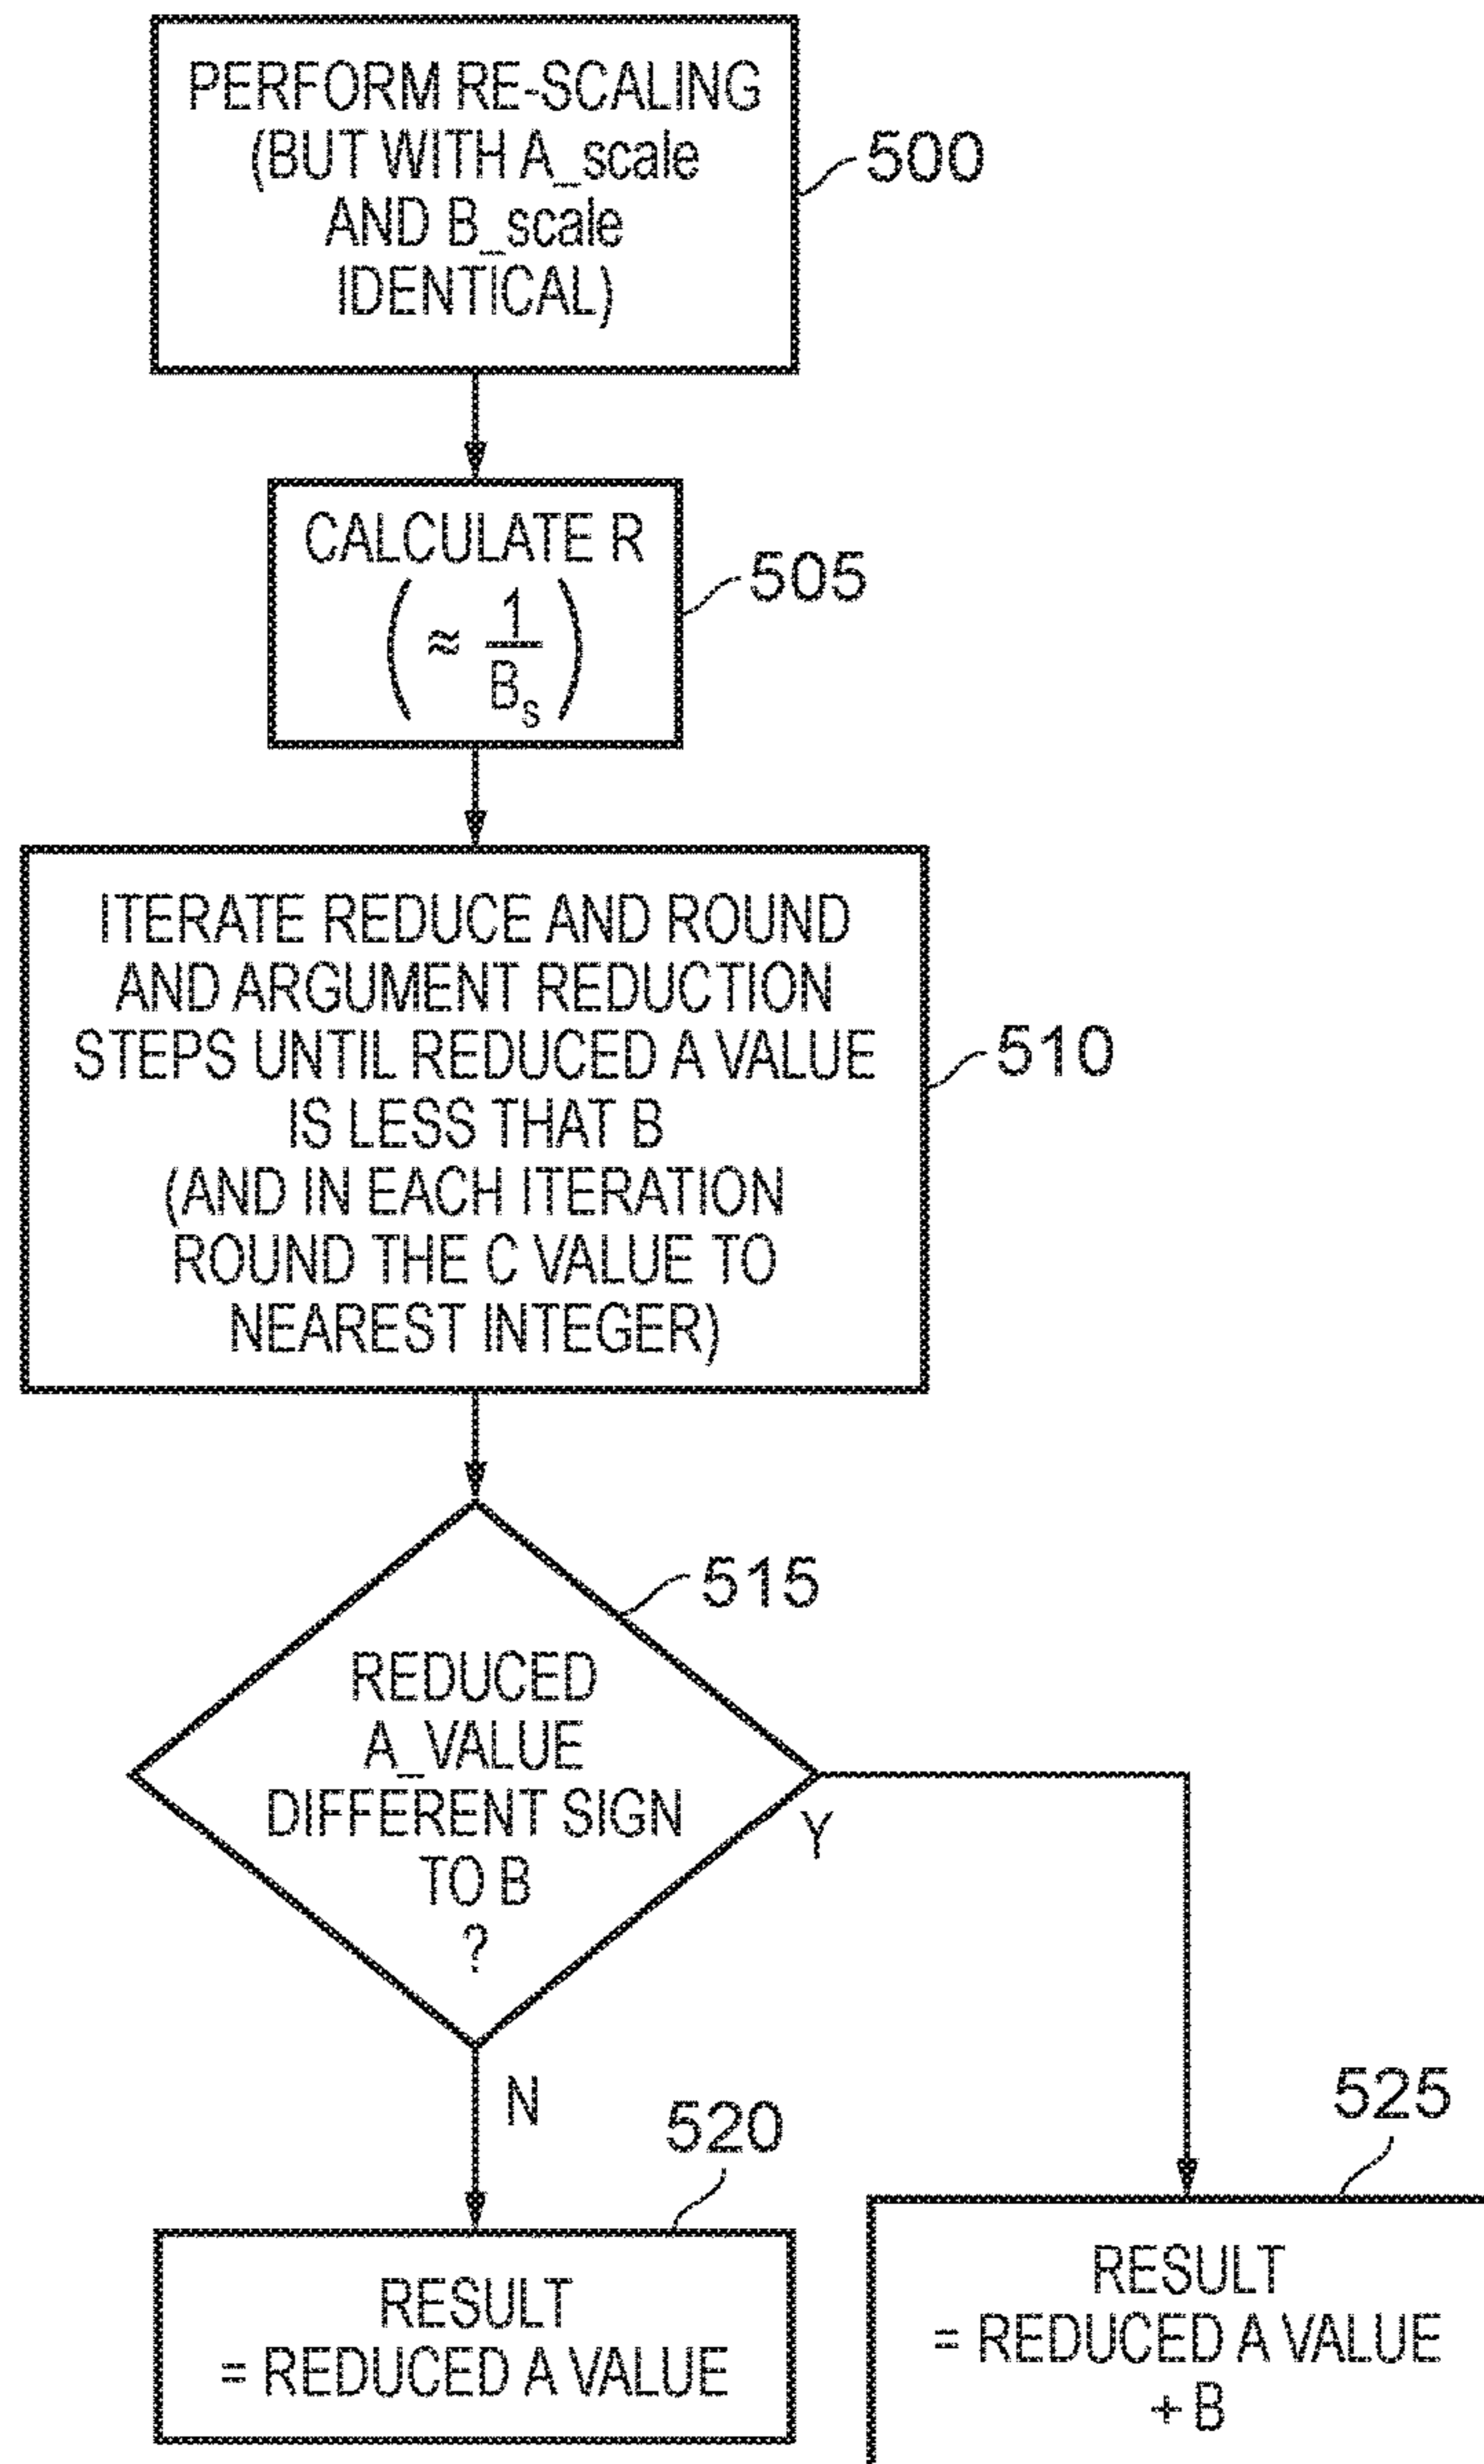 PERFORM RE-SCALING
(BUT WITH A_scale
AND B_scale
IDENTICAL)
500
CALCULATE R
(≈ 1/Bs)
505
ITERATE REDUCE AND ROUND
AND ARGUMENT REDUCTION
STEPS UNTIL REDUCED A VALUE
IS LESS THAT B
(AND IN EACH ITERATION
ROUND THE C VALUE TO
NEAREST INTEGER)
510
515
REDUCED
A_VALUE
DIFFERENT SIGN
TO B
?
Y
N
520
RESULT
= REDUCED A VALUE
525
RESULT
= REDUCED A VALUE
+ B